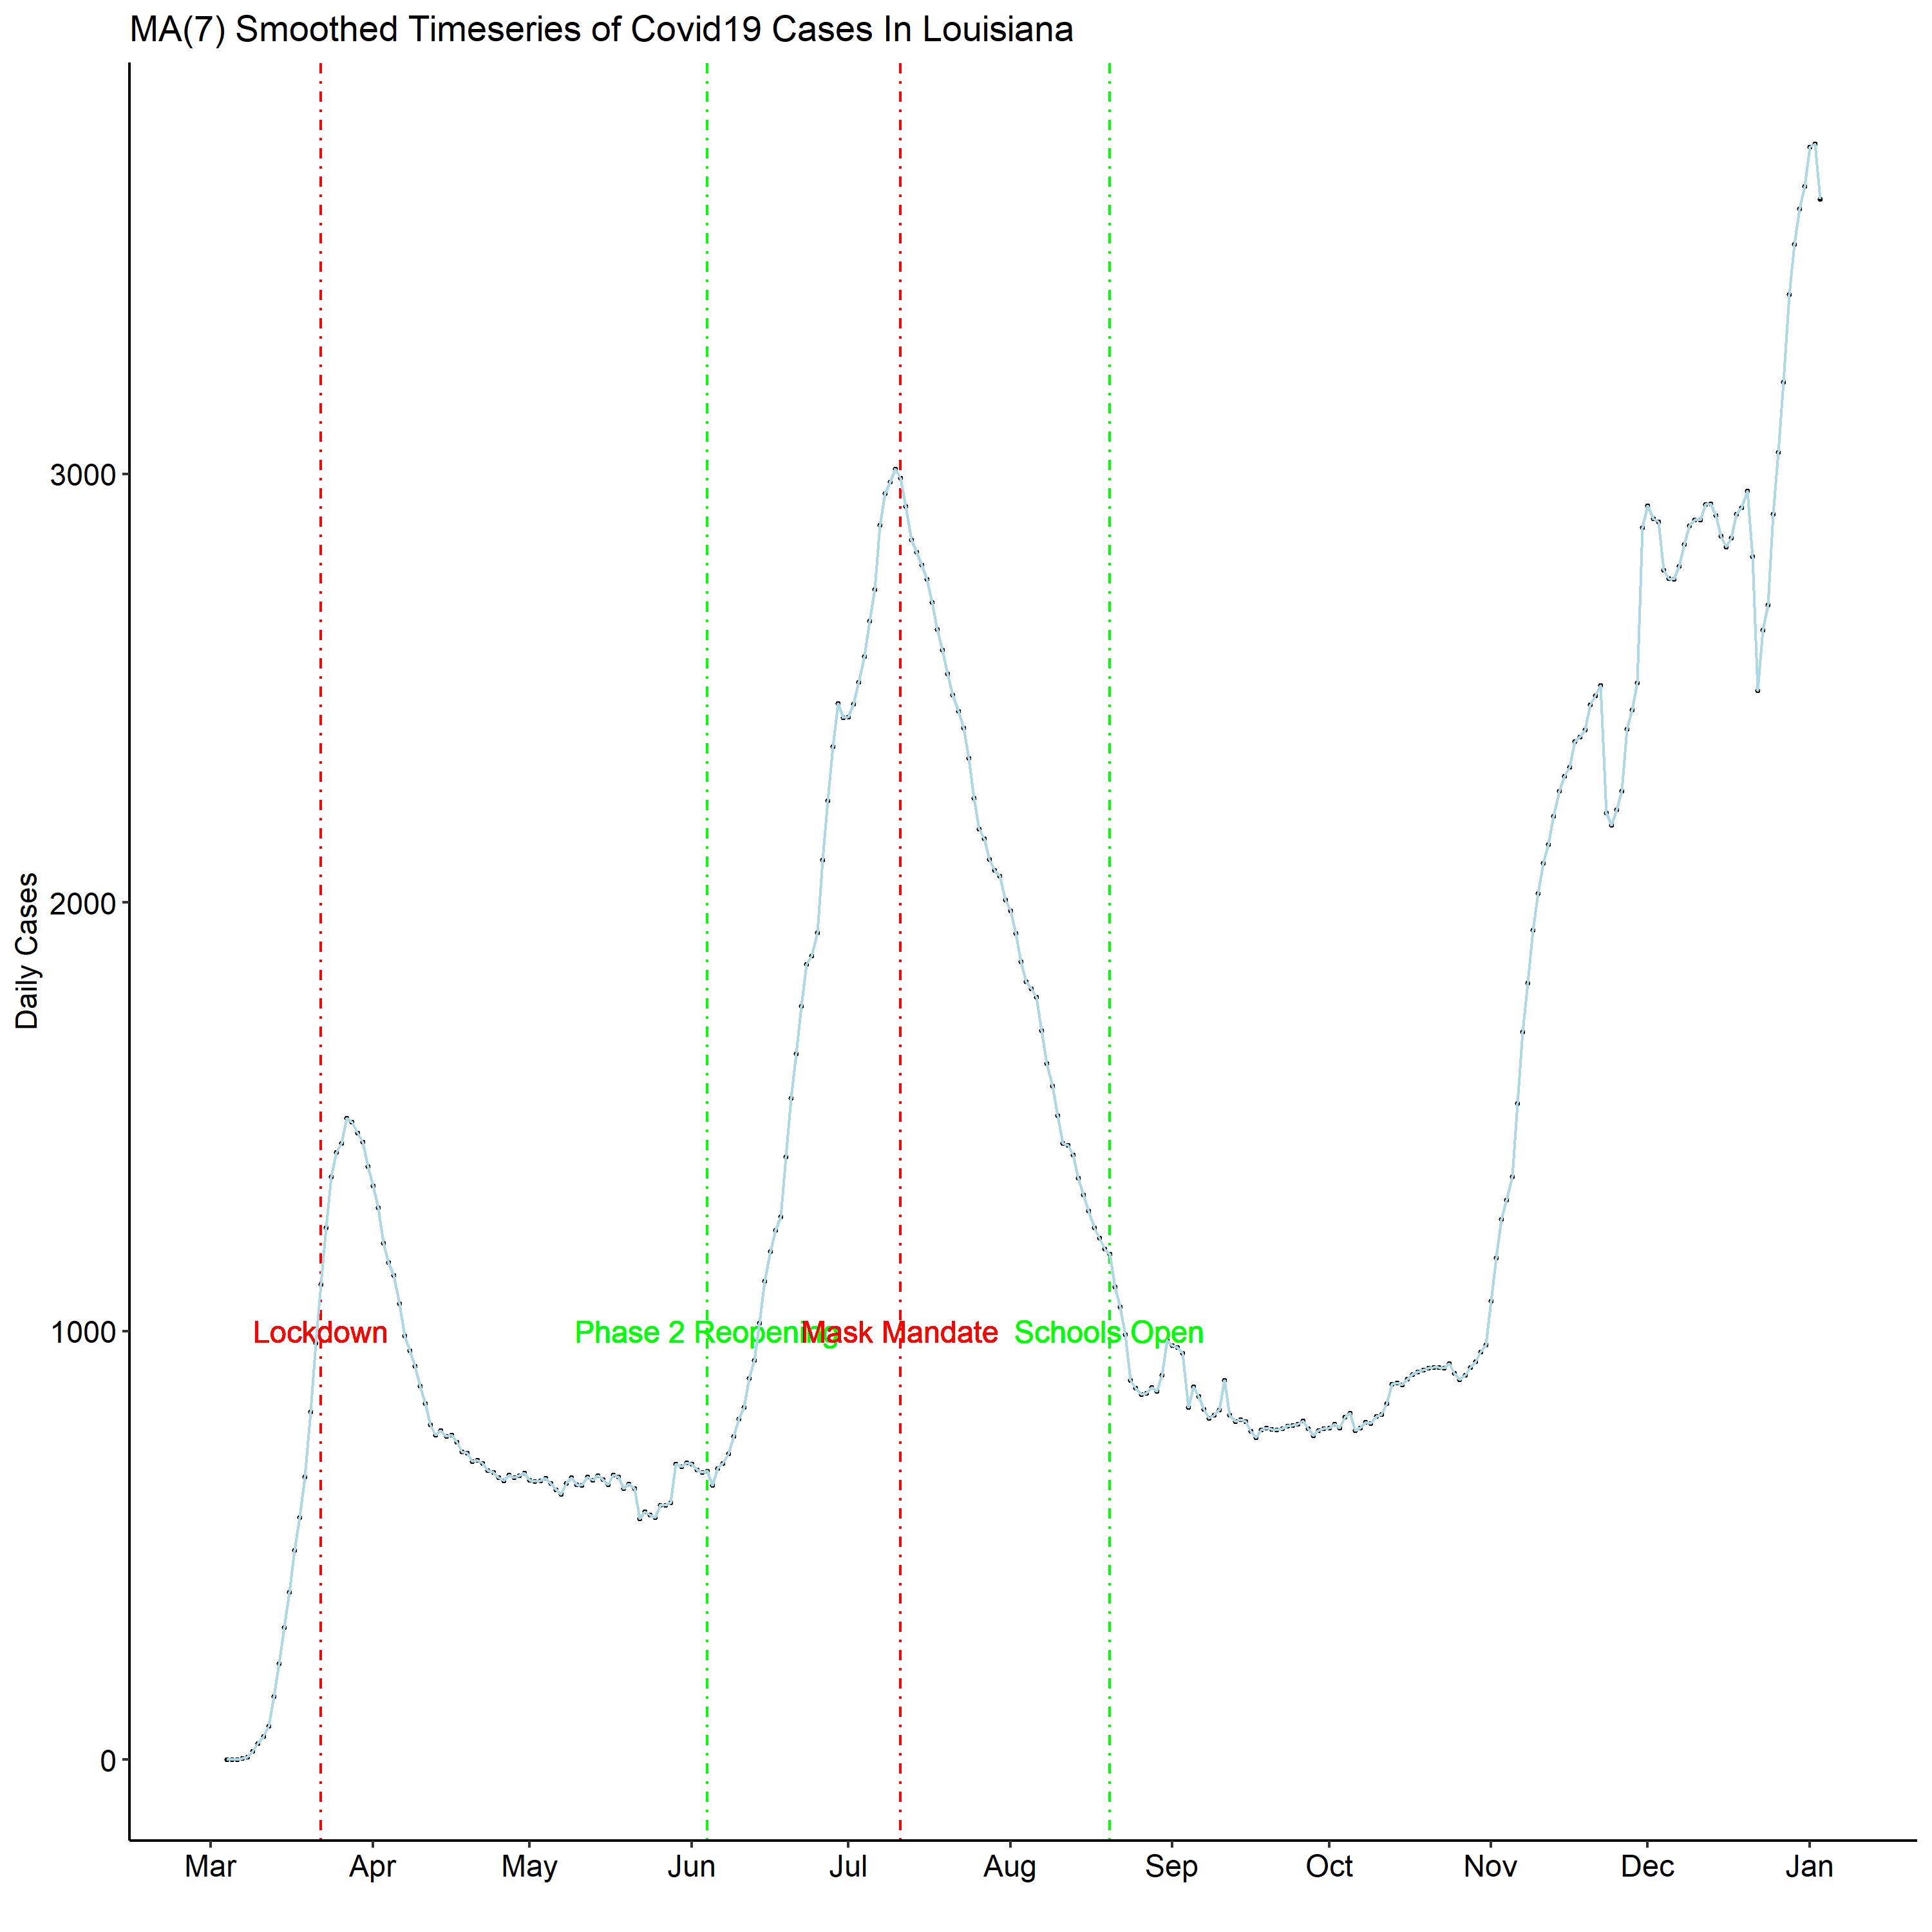 MA(7) Smoothed Timeseries of Covid19 Cases In Louisiana
Daily Cases
3000
2000
1000
0
Lockdown
Phase 2 Reopening
Mask Mandate
Schools Open
Mar Apr May Jun Jul Aug Sep Oct Nov Dec Jan